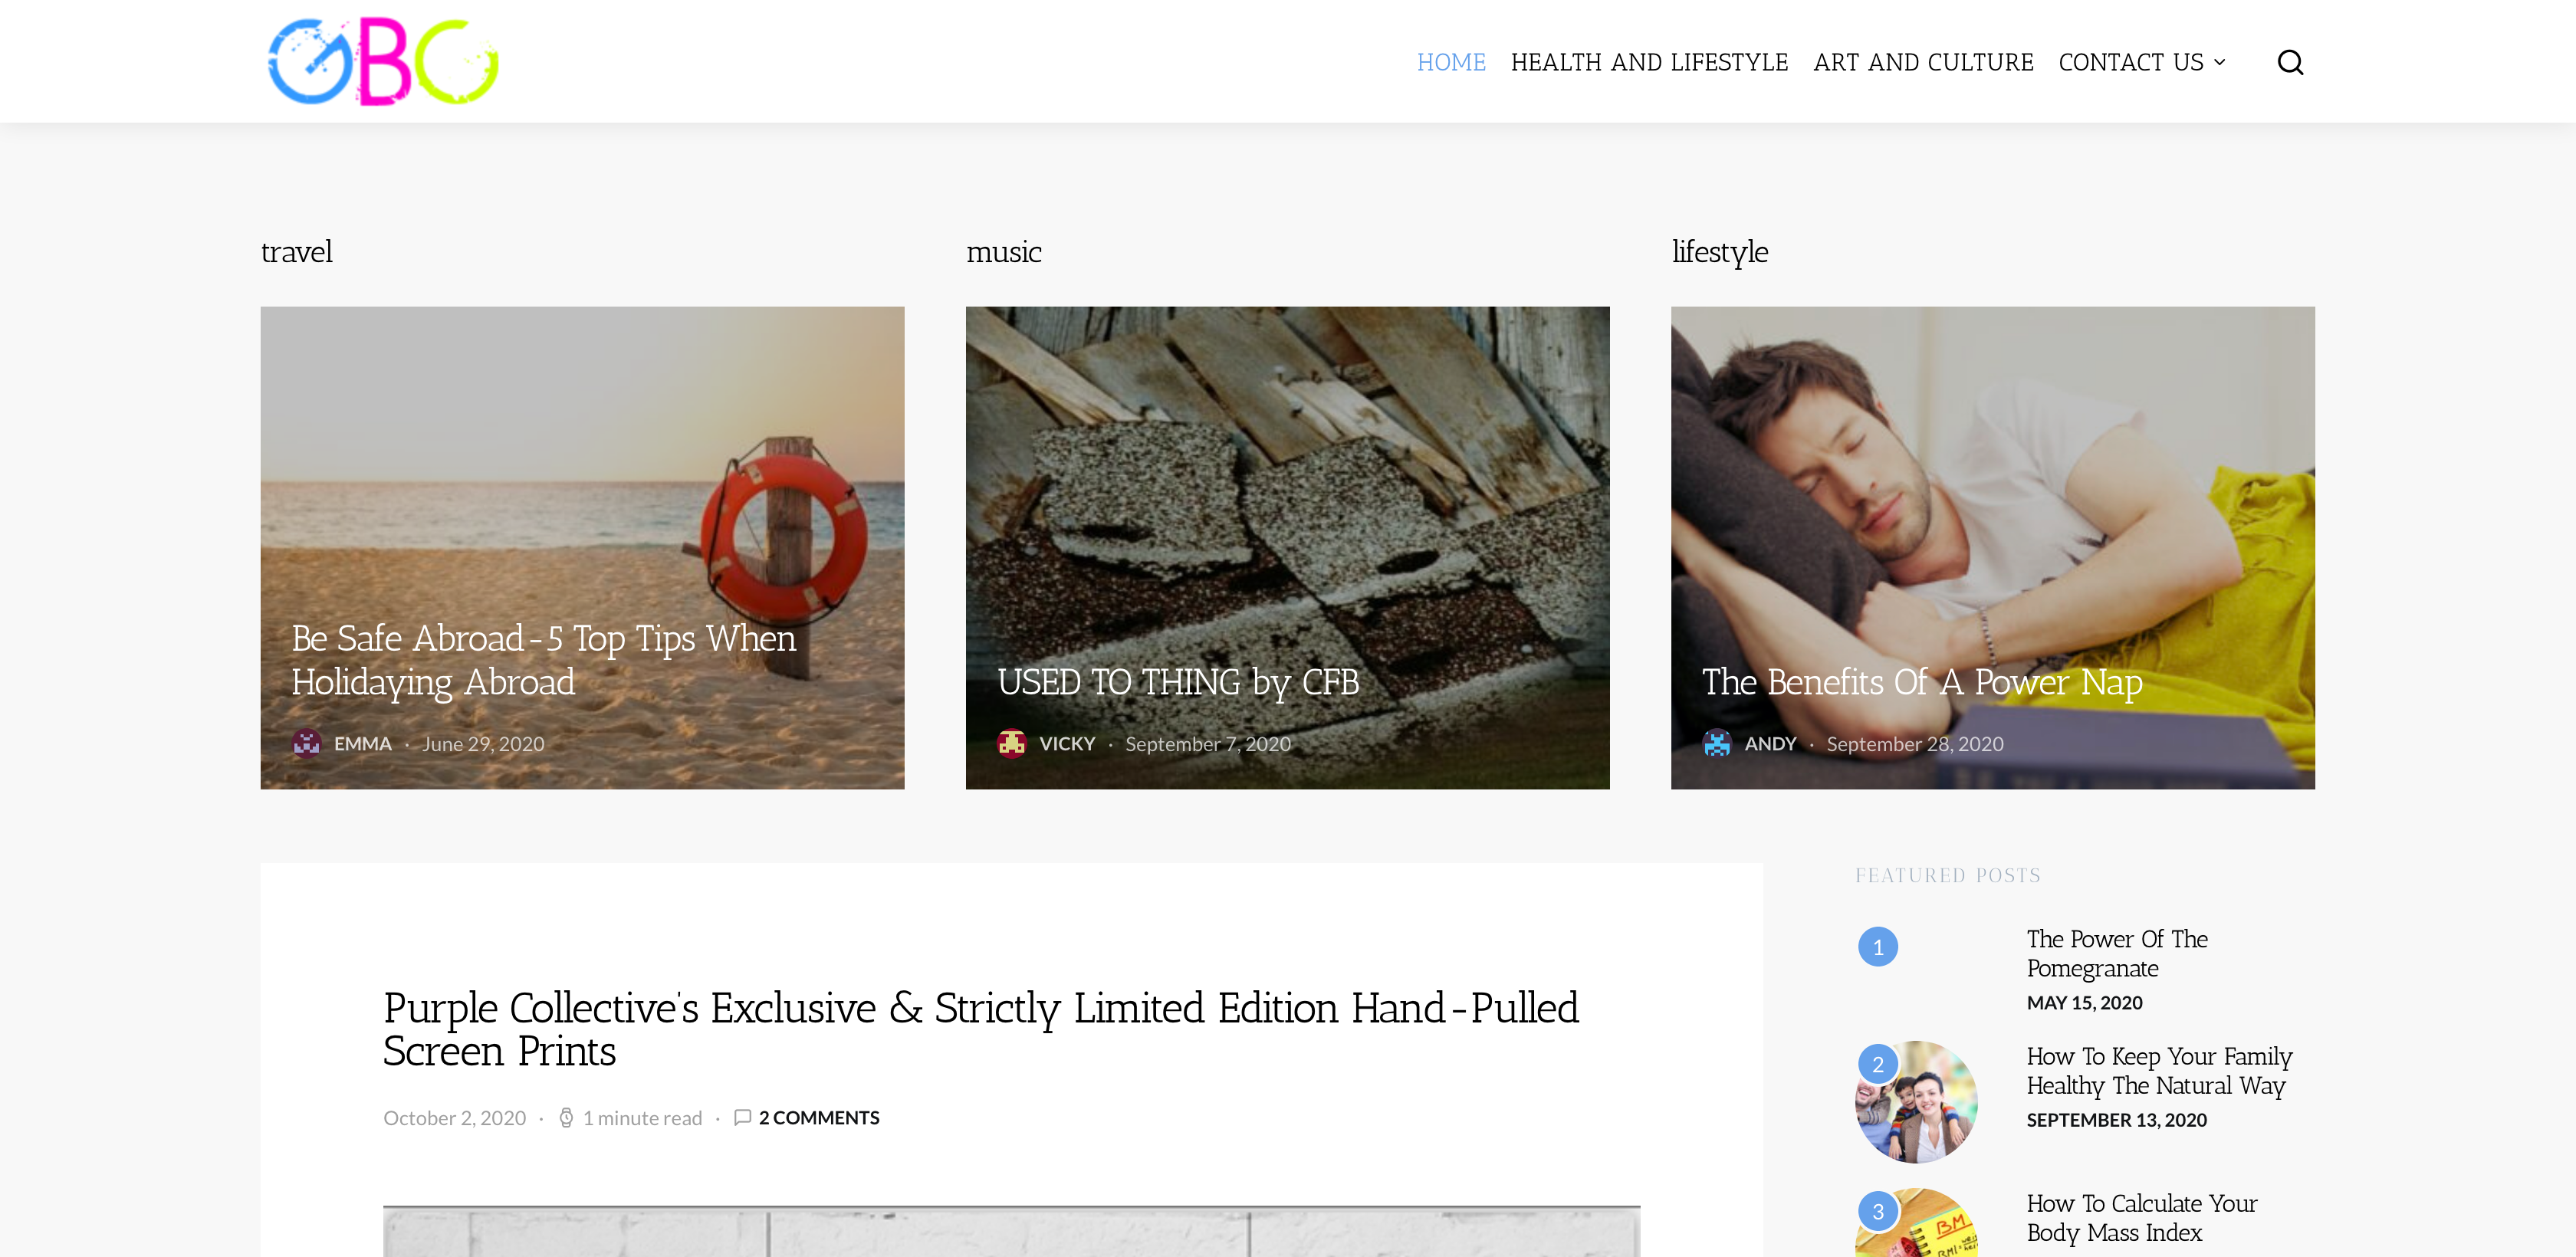 GBC
HOME HEALTH AND LIFESTYLE ART AND CULTURE CONTACT US
travel
music
lifestyle
Be Safe Abroad-5 Top Tips When
Holidaying Abroad
EMMA · June 29, 2020
USED TO THING by CFB
VICKY · September 7, 2020
The Benefits Of A Power Nap
ANDY · September 28, 2020
Purple Collective's Exclusive & Strictly Limited Edition Hand-Pulled
Screen Prints
October 2, 2020 · 1 minute read · 2 COMMENTS
FEATURED POSTS
1
The Power Of The
Pomegranate
MAY 15, 2020
2
How To Keep Your Family
Healthy The Natural Way
SEPTEMBER 13, 2020
3
How To Calculate Your
Body Mass Index
BM